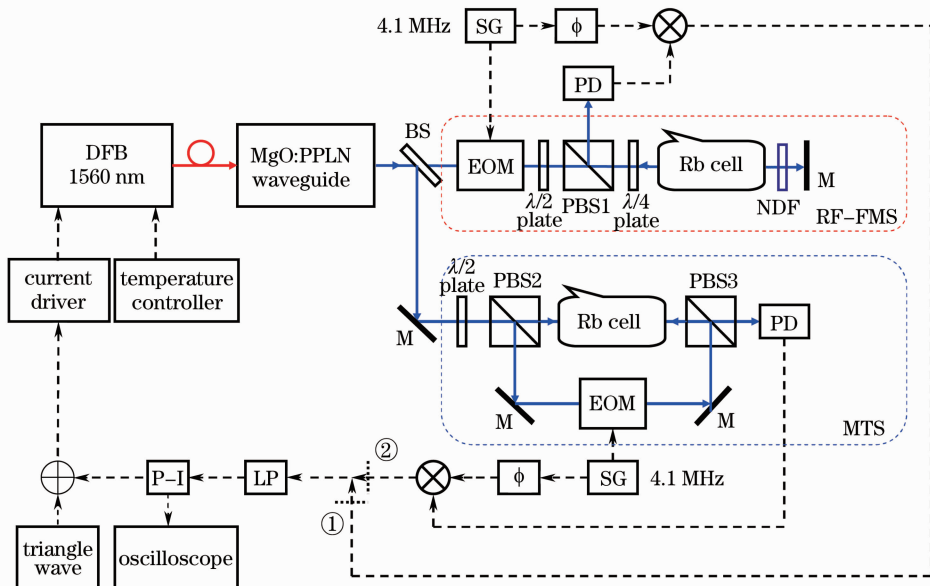 4.1 MHz
SG
ϕ
PD
BS
DFB
1560 nm
MgO:PPLN
waveguide
EOM
Rb cell
M
λ/2
plate
PBS1
λ/4
plate
NDF
RF-FMS
current
driver
temperature
controller
λ/2
plate
PBS2
PBS3
Rb cell
PD
M
EOM
M
M
MTS
②
P-I
LP
ϕ
SG
4.1 MHz
①
triangle
wave
oscilloscope